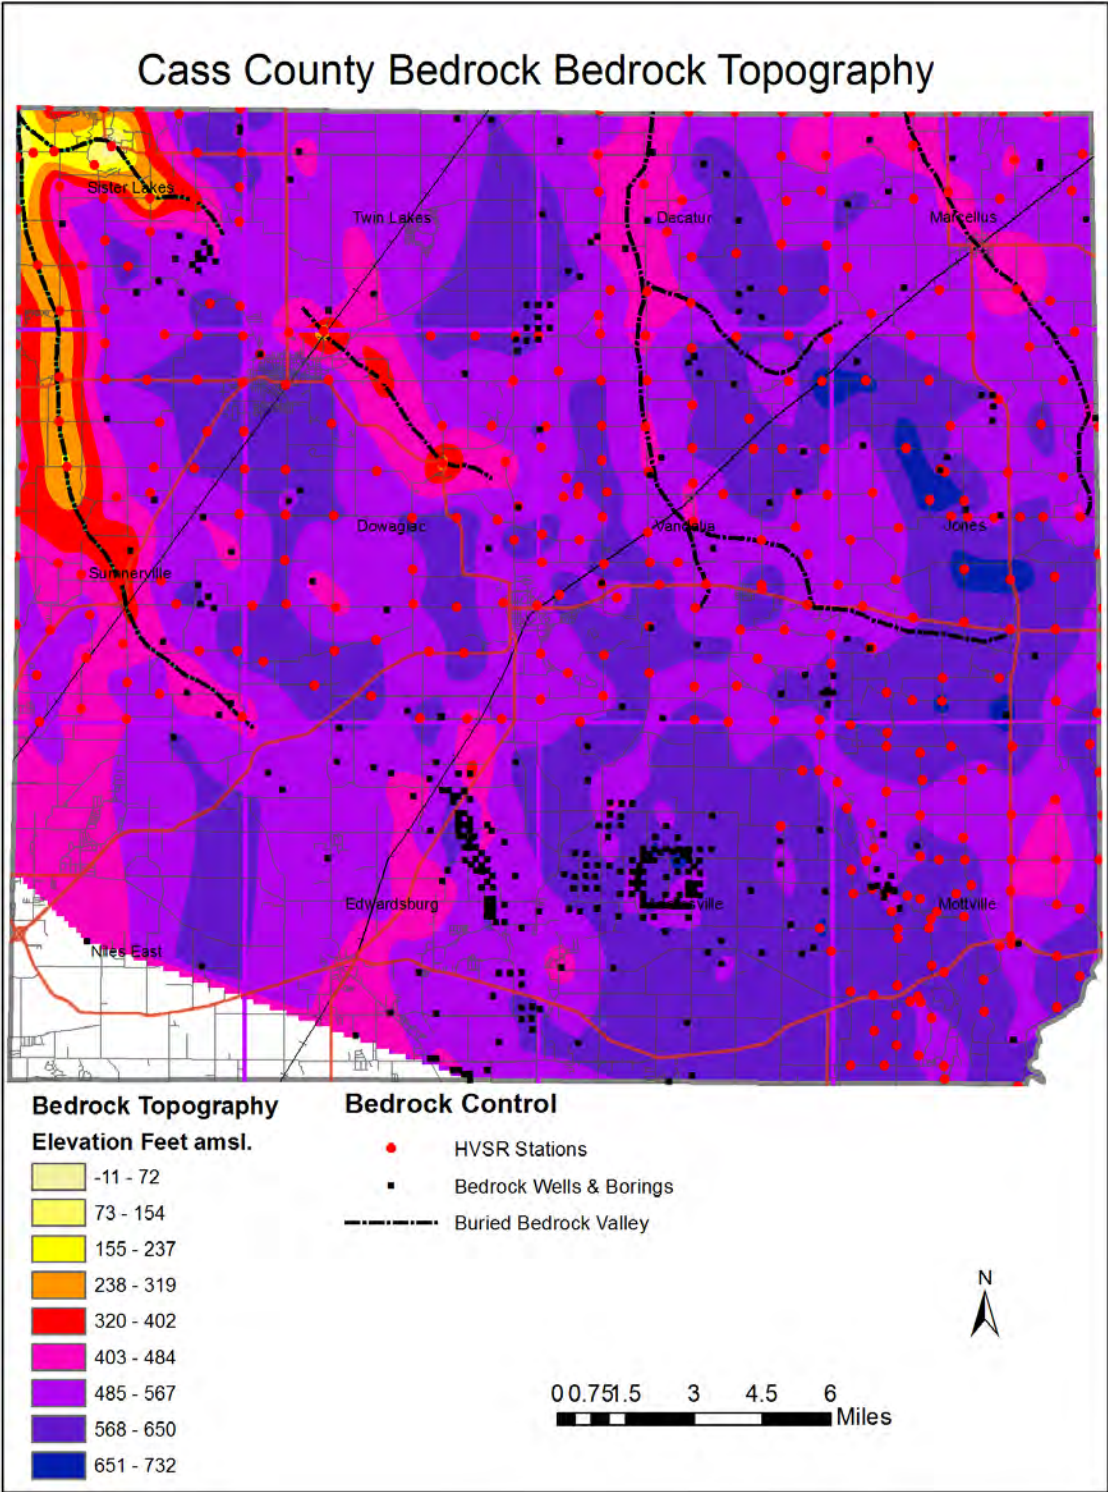 Cass County Bedrock Bedrock Topography
Sister Lakes
Twin Lakes
Decatur
Marcellus
Dowagiac
Vandalia
Jones
Sumnerville
Edwardsburg
Mottville
Niles East
Bedrock Topography
Elevation Feet amsl.
-11 - 72
73 - 154
155 - 237
238 - 319
320 - 402
403 - 484
485 - 567
568 - 650
651 - 732
Bedrock Control
HVSR Stations
Bedrock Wells & Borings
Buried Bedrock Valley
N
0 0.75 1.5 3 4.5 6
Miles